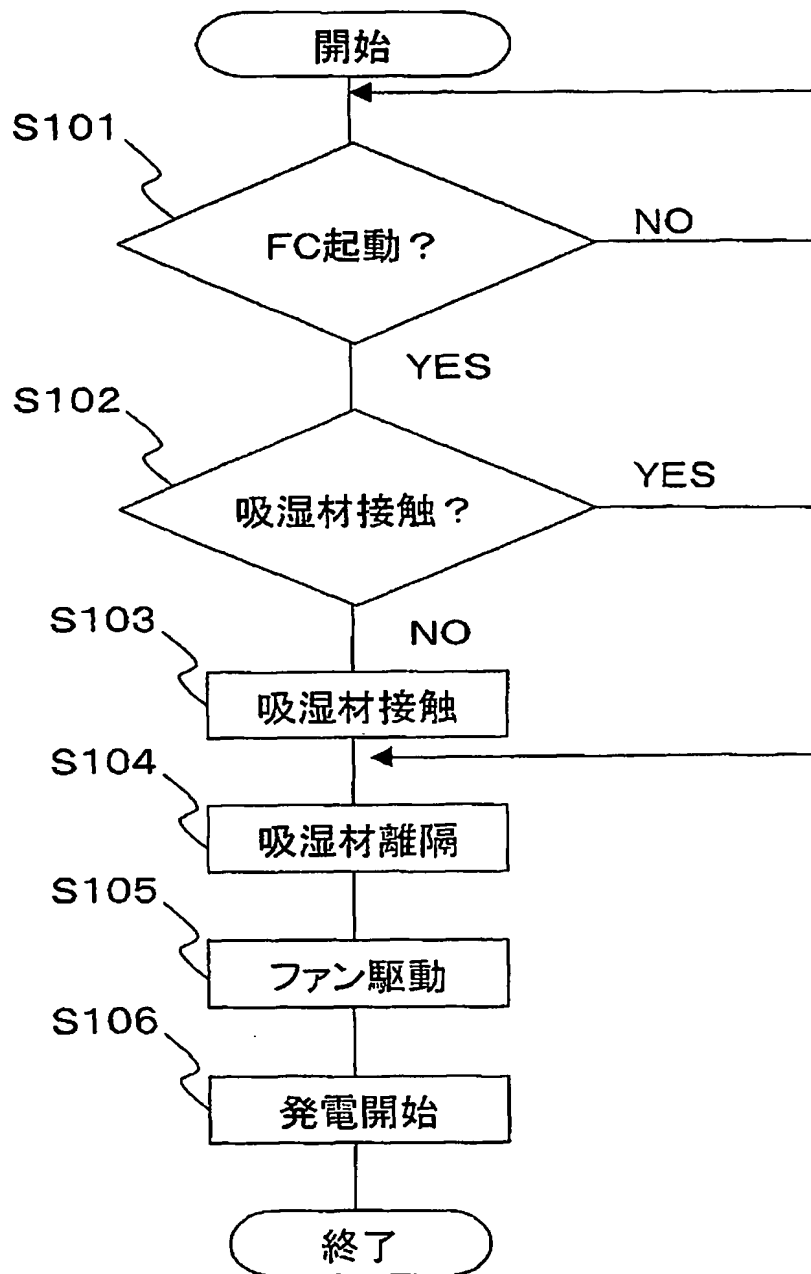 開始
S101
FC起動?
NO
YES
S102
吸湿材接触?
YES
NO
S103
吸湿材接触
S104
吸湿材離隔
S105
ファン駆動
S106
発電開始
終了